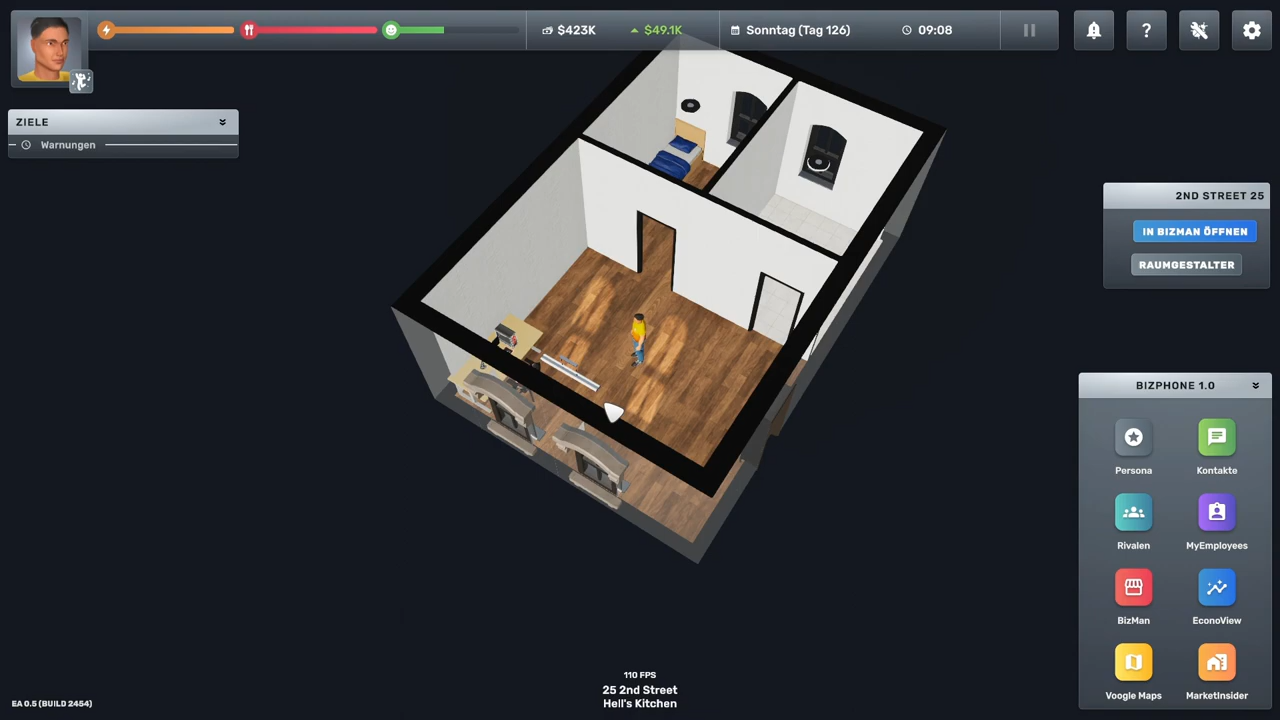 $423K
$49.1K
Sonntag (Tag 126)
09:08
?
ZIELE
Warnungen
2ND STREET 25
IN BIZMAN ÖFFNEN
RAUMGESTALTER
BIZPHONE 1.0
Persona
Kontakte
Rivalen
MyEmployees
BizMan
EconoView
Voogle Maps
MarketInsider
110 FPS
25 2nd Street
Hell's Kitchen
EA 0.5 (BUILD 2454)